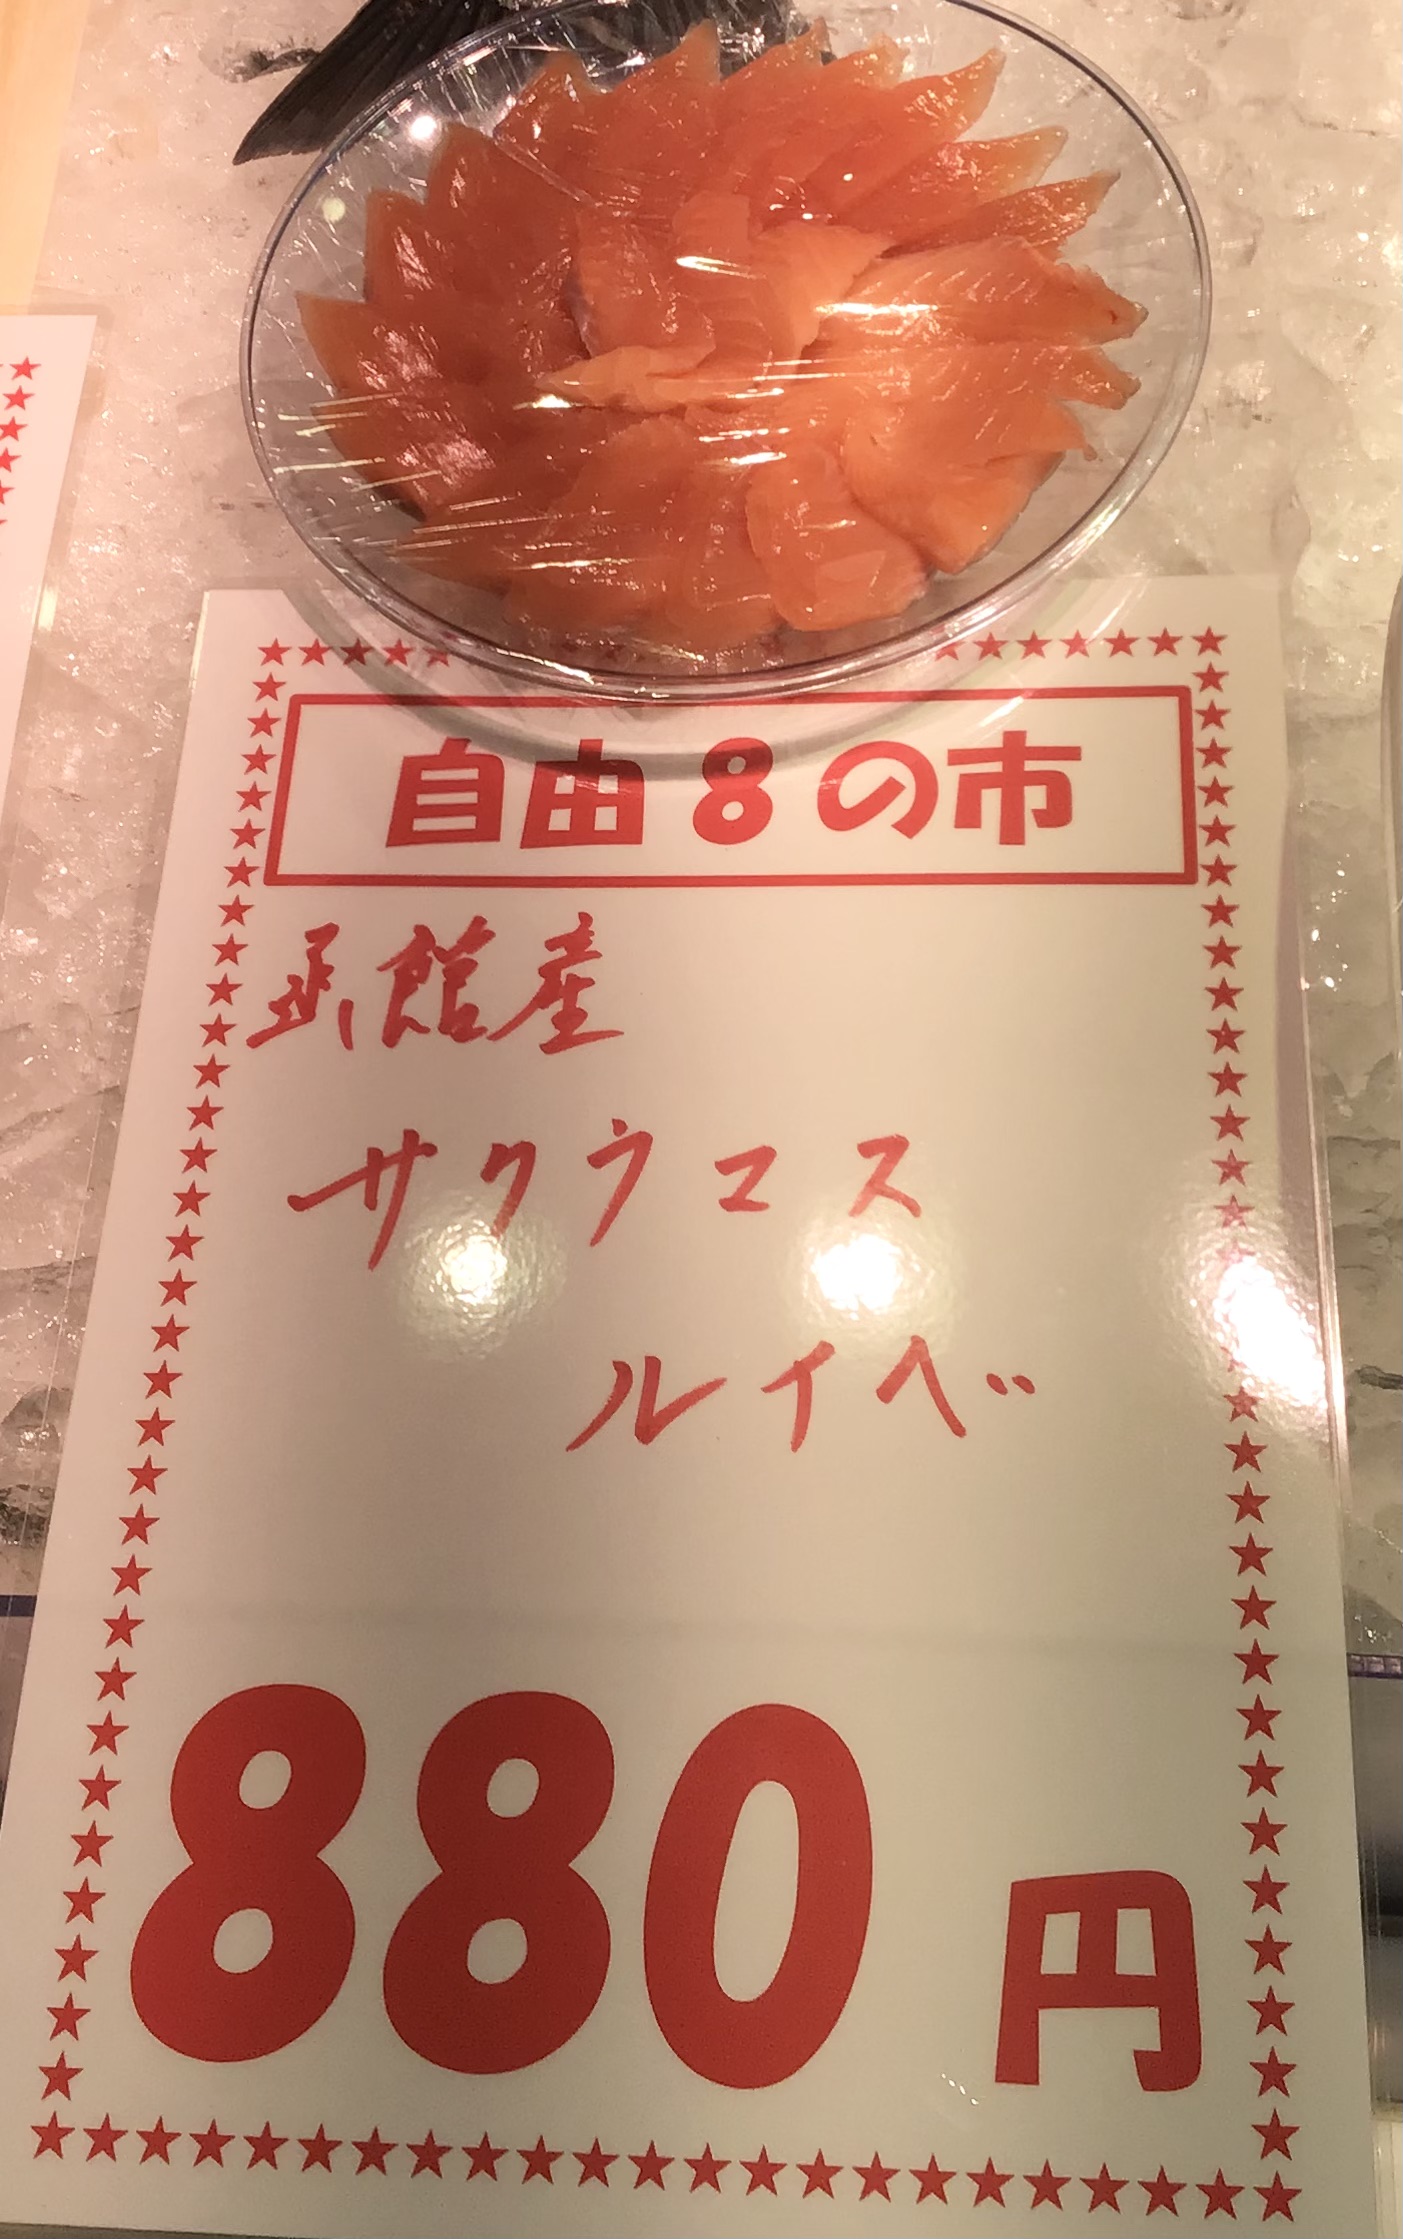 自由8の市
函館産
サクラマス
ルイベ
880円